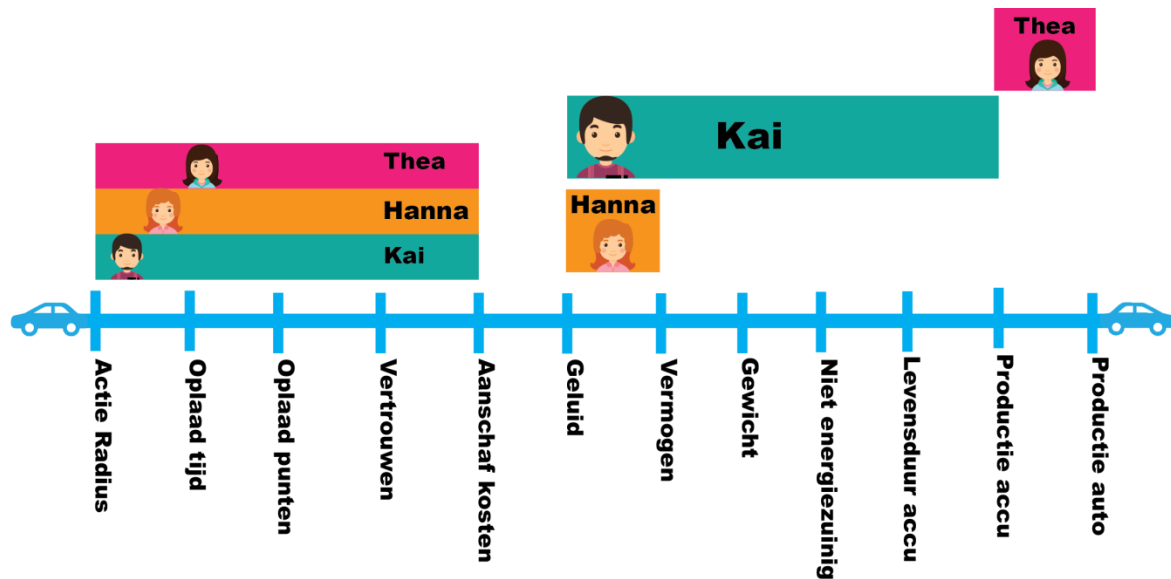 Thea
Kai
Thea
Hanna
Hanna
Kai
Actie Radius
Oplaad tijd
Oplaad punten
Vertrouwen
Aanschaf kosten
Geluid
Vermogen
Gewicht
Niet energiezuinig
Levensduur accu
Productie accu
Productie auto